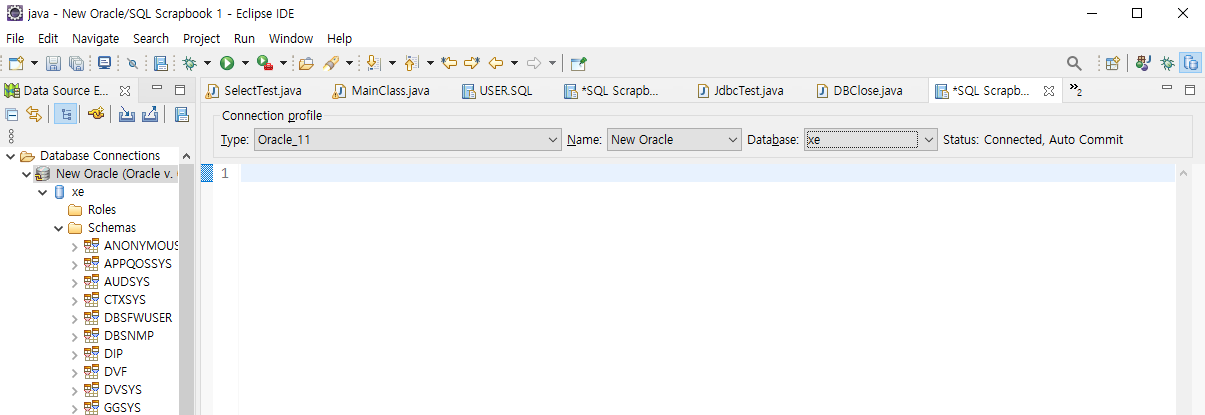 java - New Oracle/SQL Scrapbook 1 - Eclipse IDE
File Edit Navigate Search Project Run Window Help
Data Source E...
SelectTest.java MainClass.java USER.SQL *SQL Scrapb... JdbcTest.java DBClose.java *SQL Scrapb... »2
Connection profile
Type: Oracle_11 Name: New Oracle Database: xe Status: Connected, Auto Commit
Database Connections
New Oracle (Oracle v.
1
xe
Roles
Schemas
ANONYMOUS
APPQOSSYS
AUDSYS
CTXSYS
DBSFWUSER
DBSNMP
DIP
DVF
DVSYS
GGSYS